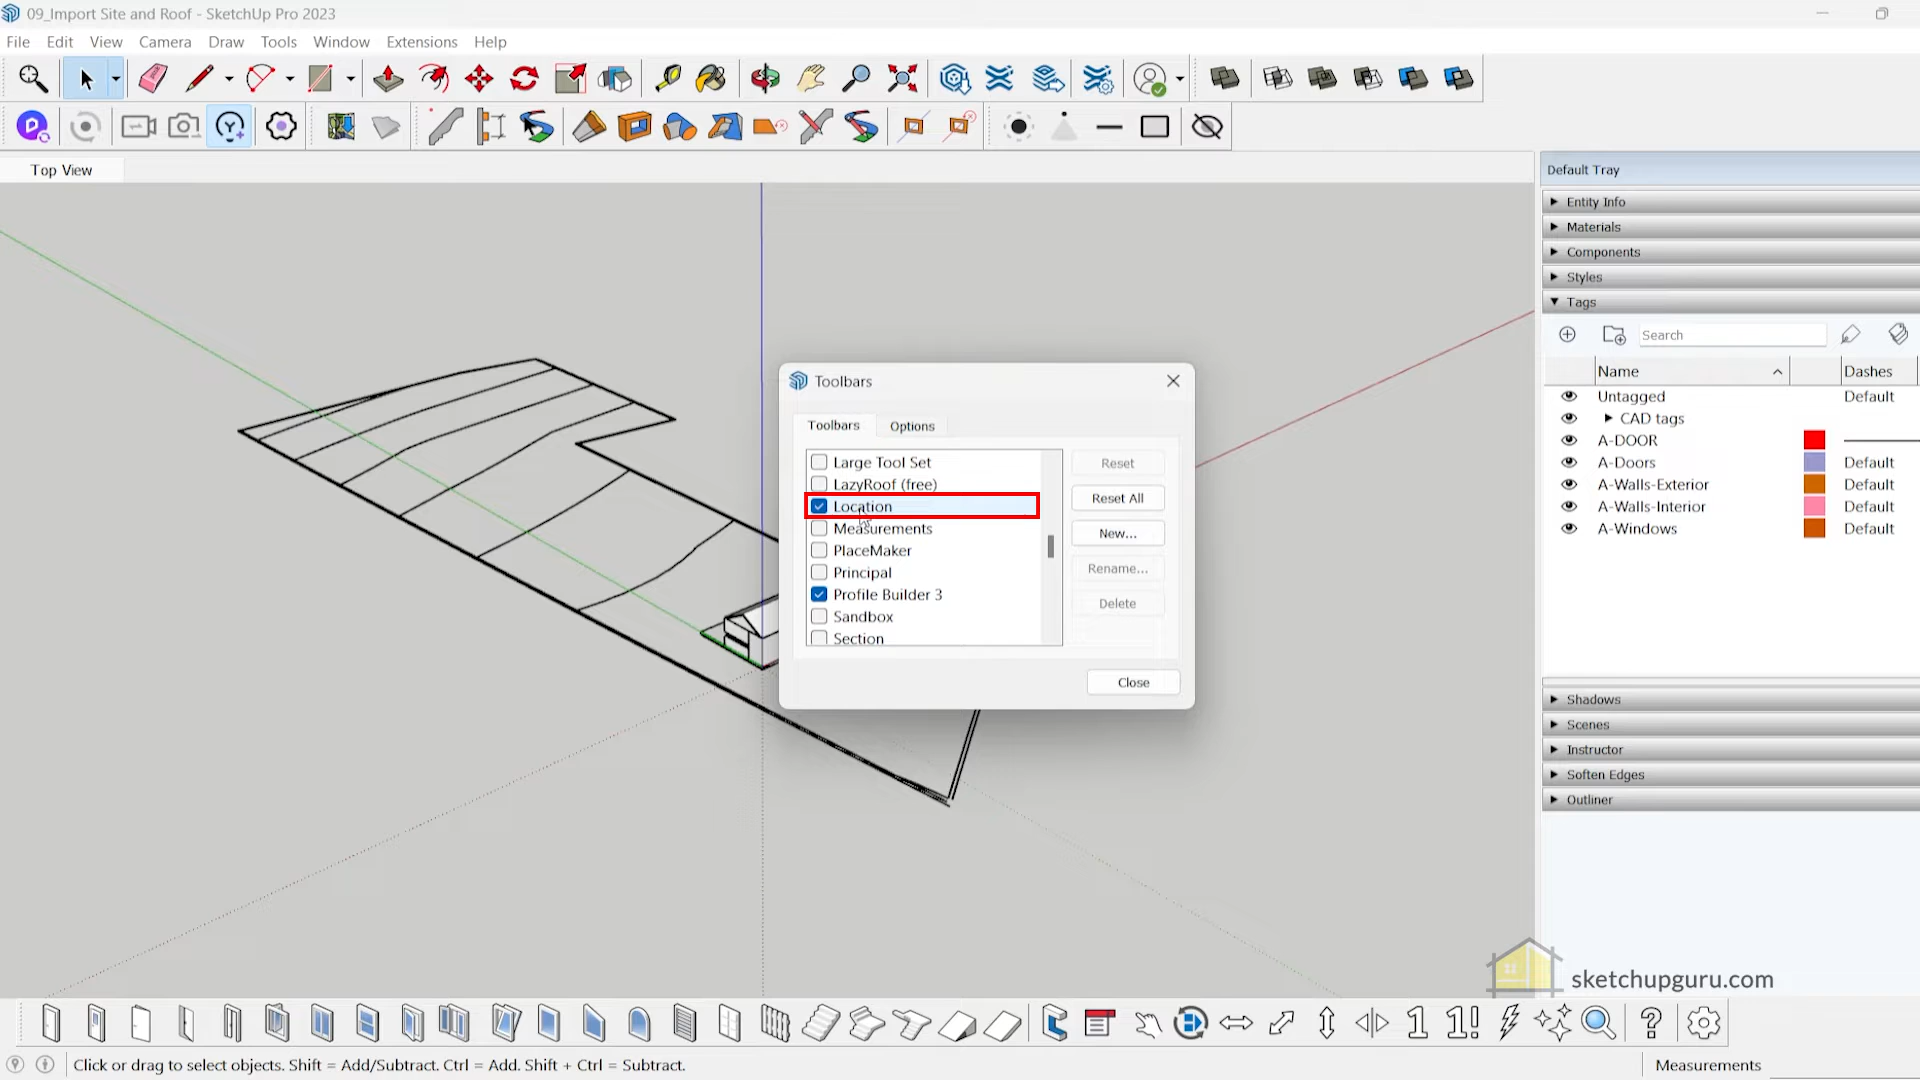 09_Import Site and Roof - SketchUp Pro 2023
File Edit View Camera Draw Tools Window Extensions Help
Top View
Default Tray
Entity Info
Materials
Components
Styles
Tags
Search
Name Dashes
Untagged Default
CAD tags
A-DOOR
A-Doors Default
A-Walls-Exterior Default
A-Walls-Interior Default
A-Windows Default
Shadows
Scenes
Instructor
Soften Edges
Outliner
Toolbars
Toolbars Options
Large Tool Set
LazyRoof (free)
Location
Measurements
PlaceMaker
Principal
Profile Builder 3
Sandbox
Section
Reset
Reset All
New...
Rename...
Delete
Close
sketchupguru.com
1 1! ?
Click or drag to select objects. Shift = Add/Subtract. Ctrl = Add. Shift + Ctrl = Subtract.
Measurements